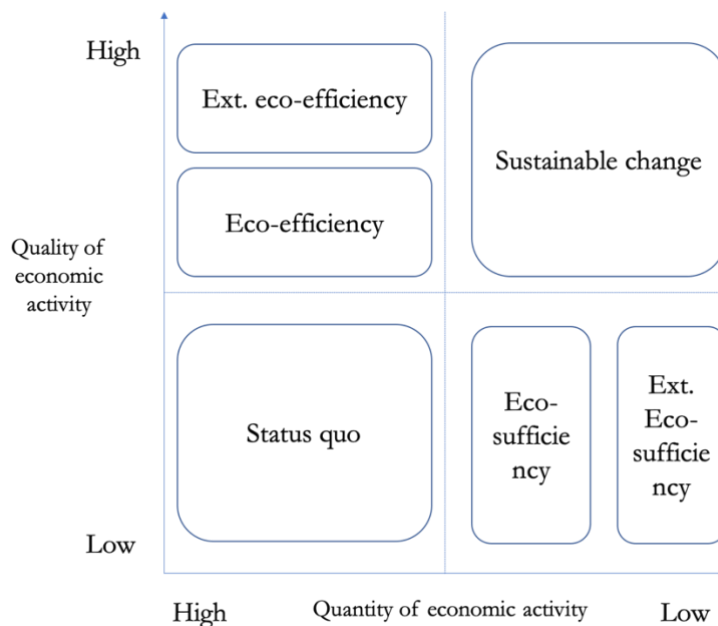 High
Ext. eco-efficiency
Sustainable change
Eco-efficiency
Quality of
economic
activity
Status quo
Eco-
sufficie
ncy
Ext.
Eco-
sufficie
ncy
Low
High
Quantity of economic activity
Low